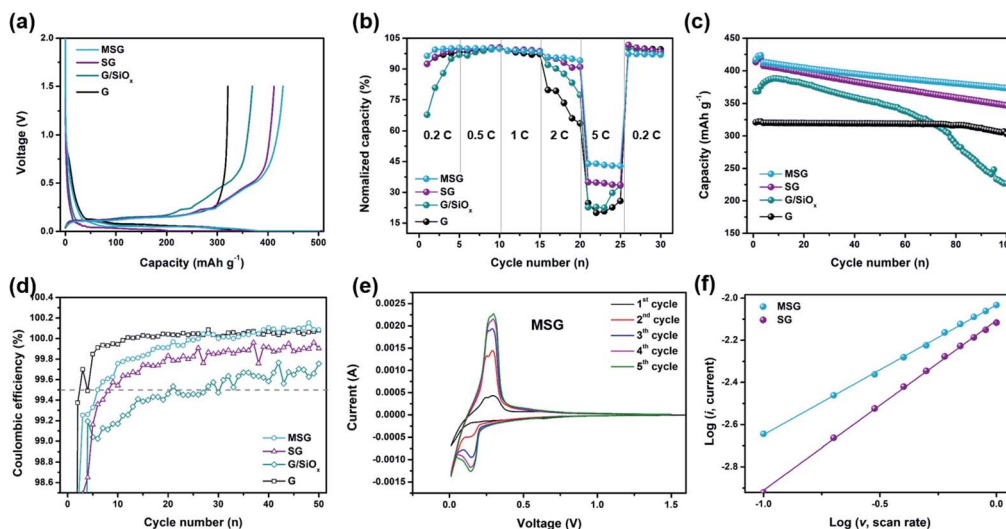 (a)
2.0
1.5
1.0
0.5
0.0
Voltage (V)
MSG
SG
G/SiOx
G
0 100 200 300 400 500
Capacity (mAh g⁻¹)
(b)
105
90
75
60
45
30
15
Nomalized capacity (%)
0.2 C 0.5 C 1 C 2 C 5 C 0.2 C
MSG
SG
G/SiOx
G
0 5 10 15 20 25 30
Cycle number (n)
(c)
450
425
400
375
350
325
300
275
250
225
200
Capacity (mAh g⁻¹)
MSG
SG
G/SiOx
G
0 20 40 60 80 100
Cycle number (n)
(d)
100.4
100.2
100.0
99.8
99.6
99.4
99.2
99.0
98.8
98.6
Coulombic efficiency (%)
MSG
SG
G/SiOx
G
0 10 20 30 40 50
Cycle number (n)
(e)
0.0030
0.0025
0.0020
0.0015
0.0010
0.0005
0.0000
-0.0005
-0.0010
-0.0015
Current (A)
MSG
1st cycle
2nd cycle
3th cycle
4th cycle
5th cycle
0.0 0.5 1.0 1.5
Voltage (V)
(f)
-2.0
-2.2
-2.4
-2.6
-2.8
Log (i, current)
MSG
SG
-1.0 -0.5 0.0
Log (v, scan rate)